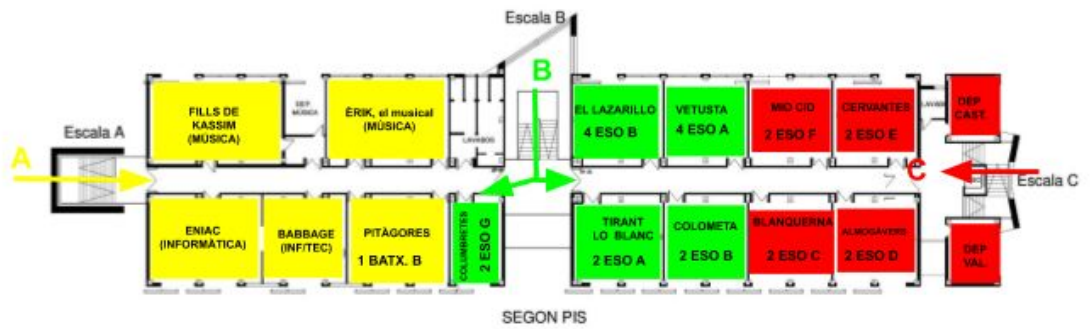 Escala B
B
FILLS DE
KASSIM
(MÚSICA)
DEP.
MÚSICA
ÈRIK, el musical
(MÚSICA)
LAVABOS
EL LAZARILLO
4 ESO B
VETUSTA
4 ESO A
MIO CID
2 ESO F
CERVANTES
2 ESO E
LAVABO
DEP
CAST.
Escala A
A
C
Escala C
ENIAC
(INFORMÀTICA)
BABBAGE
(INF/TEC)
PITÀGORES
1 BATX. B
COLUMBRETES
2 ESO G
TIRANT
LO BLANC
2 ESO A
COLOMETA
2 ESO B
BLANQUERNA
2 ESO C
ALMOGÀVERS
2 ESO D
DEP
VAL.
SEGON PIS